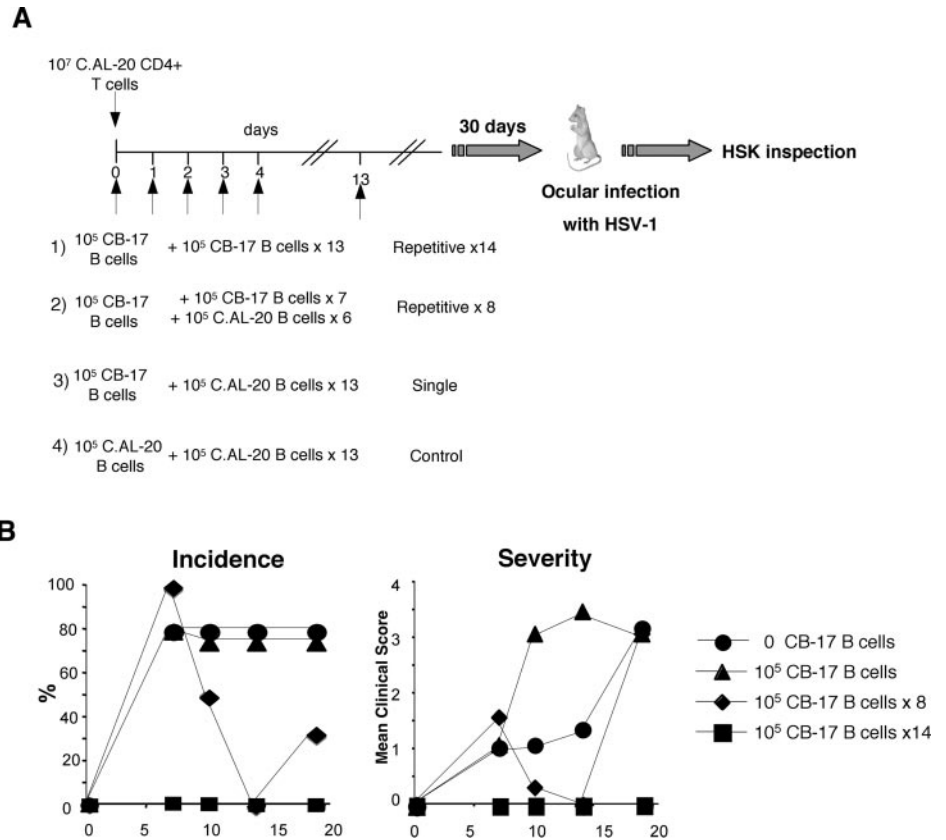 A
10⁷ C.AL-20 CD4+
T cells
days
30 days
0 1 2 3 4 13
HSK inspection
Ocular infection
with HSV-1
1) 10⁵ CB-17 B cells + 10⁵ CB-17 B cells x 13 Repetitive x14
2) 10⁵ CB-17 B cells + 10⁵ CB-17 B cells x 7 + 10⁵ C.AL-20 B cells x 6 Repetitive x 8
3) 10⁵ CB-17 B cells + 10⁵ C.AL-20 B cells x 13 Single
4) 10⁵ C.AL-20 B cells + 10⁵ C.AL-20 B cells x 13 Control
B
Incidence
%
100
80
60
40
20
0
0 5 10 15 20
Severity
Mean Clinical Score
4
3
2
1
0
0 5 10 15 20
0 CB-17 B cells
10⁵ CB-17 B cells
10⁵ CB-17 B cells x 8
10⁵ CB-17 B cells x14